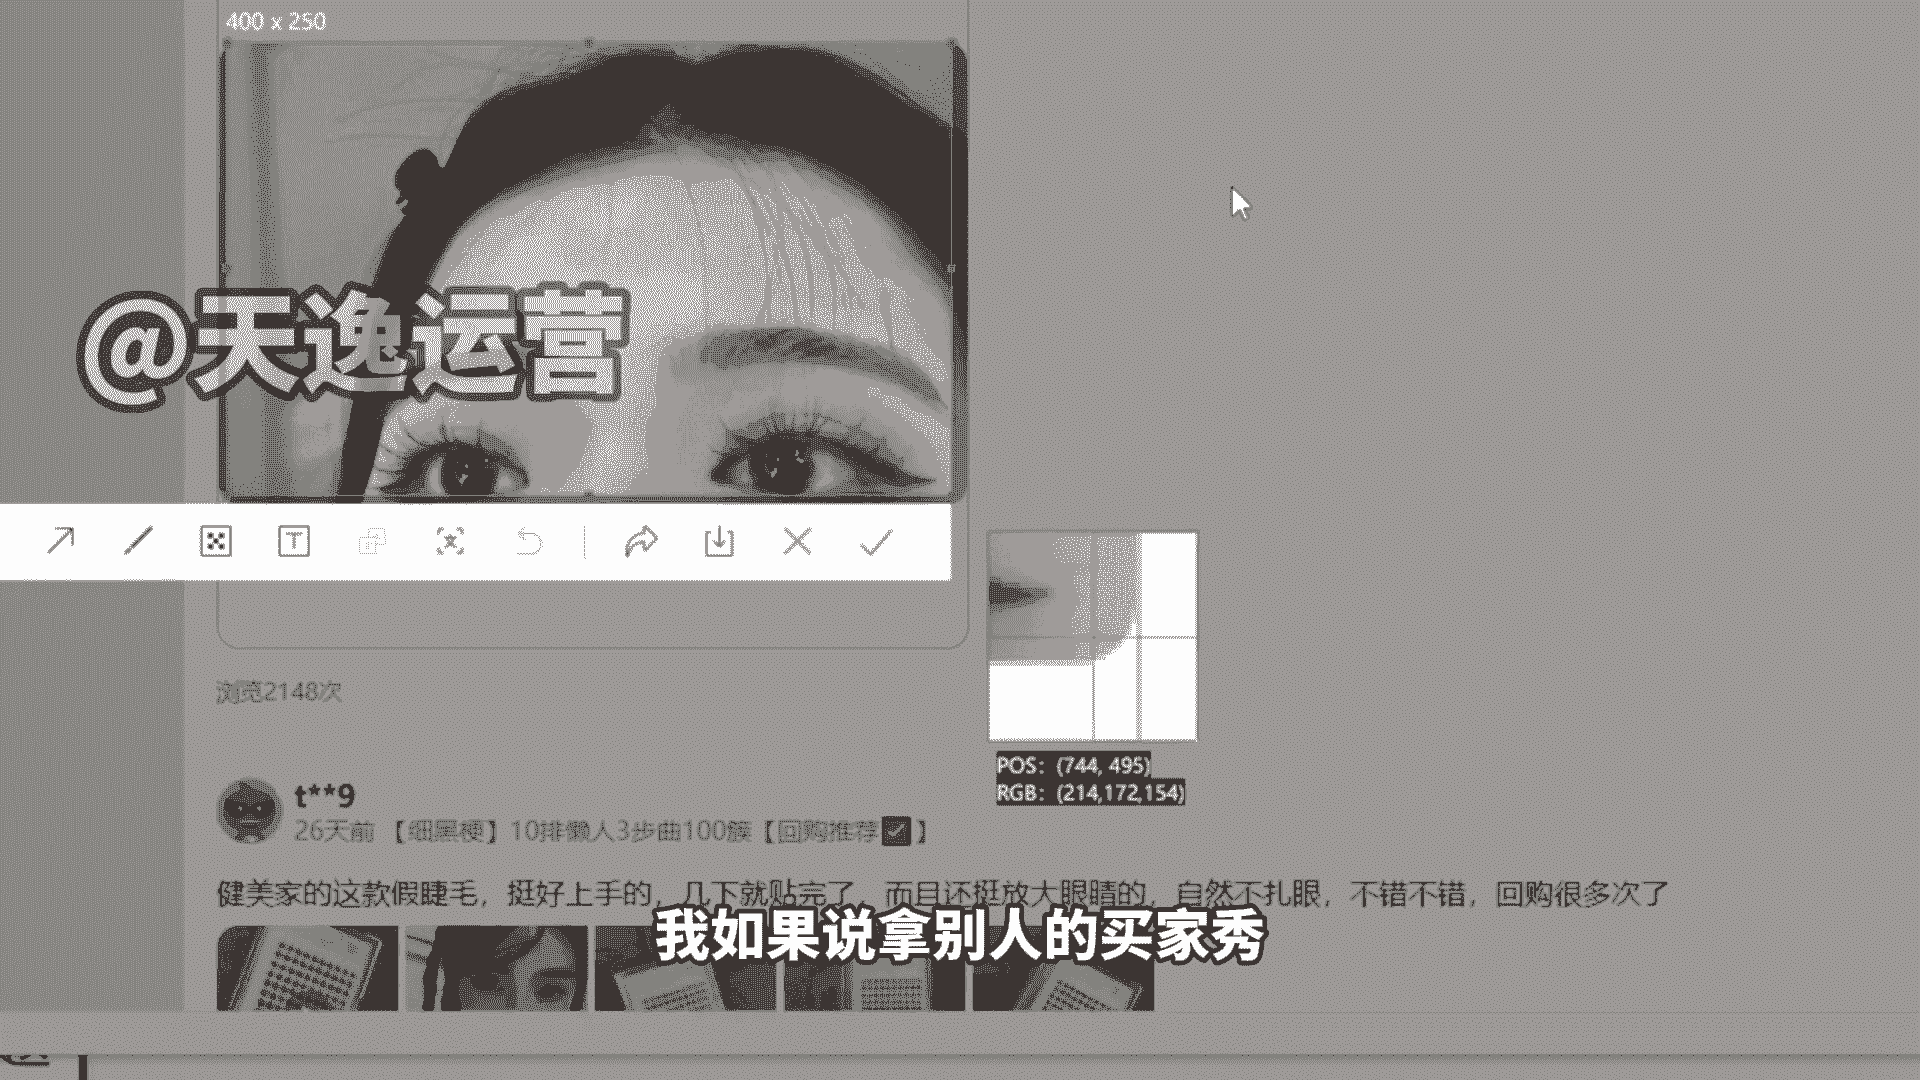 400 x 250
@天逸运营
浏览2148次
POS: (744, 495)
RGB: (214,172,154)
t**9
26天前 【细黑梗】10排懒人3步曲100簇【回购推荐☑】
健美家的这款假睫毛，挺好上手的，几下就贴完了，而且还挺放大眼睛的，自然不扎眼，不错不错，回购很多次了
我如果说拿别人的买家秀